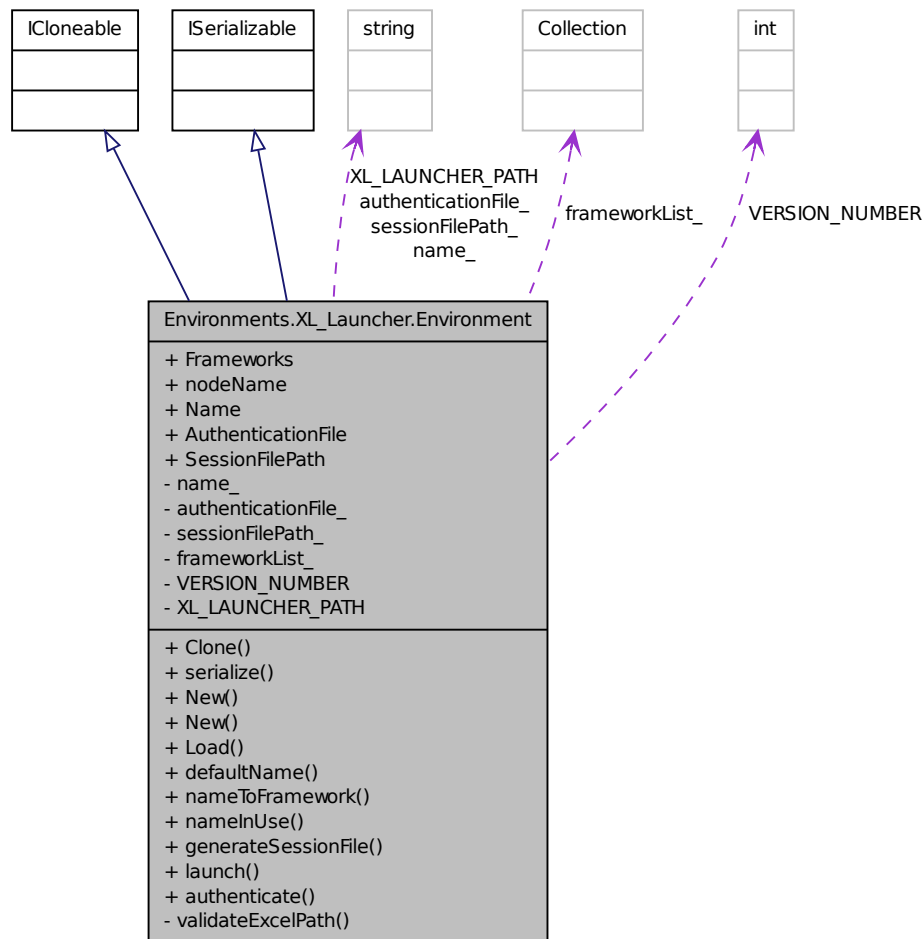 ICloneable
ISerializable
string
Collection
int
XL_LAUNCHER_PATH
authenticationFile_
sessionFilePath_
name_
frameworkList_
VERSION_NUMBER
Environments.XL_Launcher.Environment
+ Frameworks
+ nodeName
+ Name
+ AuthenticationFile
+ SessionFilePath
- name_
- authenticationFile_
- sessionFilePath_
- frameworkList_
- VERSION_NUMBER
- XL_LAUNCHER_PATH
+ Clone()
+ serialize()
+ New()
+ New()
+ Load()
+ defaultName()
+ nameToFramework()
+ nameInUse()
+ generateSessionFile()
+ launch()
+ authenticate()
- validateExcelPath()